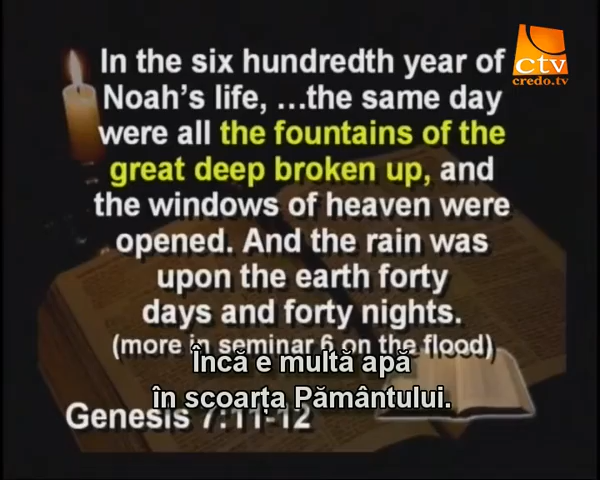 ctv
credo.tv
In the six hundredth year of
Noah's life, ...the same day
were all the fountains of the
great deep broken up, and
the windows of heaven were
opened. And the rain was
upon the earth forty
days and forty nights.
(more in seminar 6 on the flood)
Încă e multă apă
în scoarța Pământului.
Genesis 7:11-12